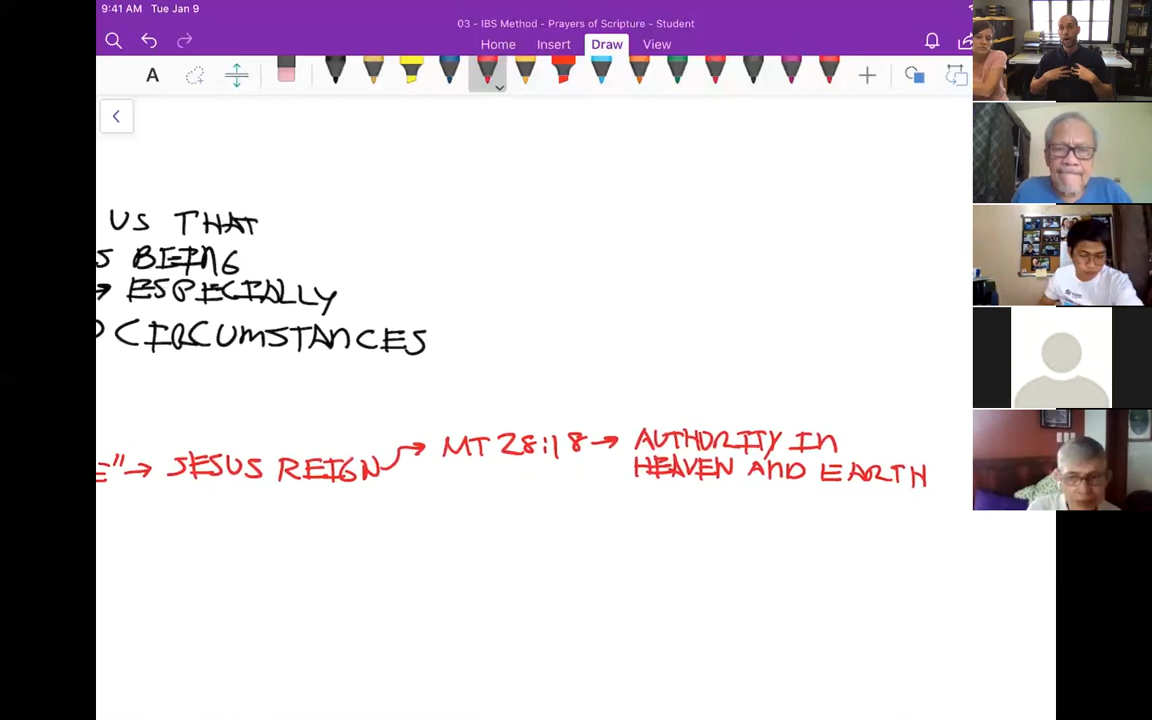 9:41 AM Tue Jan 9
03 - IBS Method - Prayers of Scripture - Student
Home Insert Draw View
A
US THAT
S BEING
→ ESPECIALLY
CIRCUMSTANCES
E" → JESUS REIGN → MT 28:18 → AUTHORITY IN
HEAVEN AND EARTH